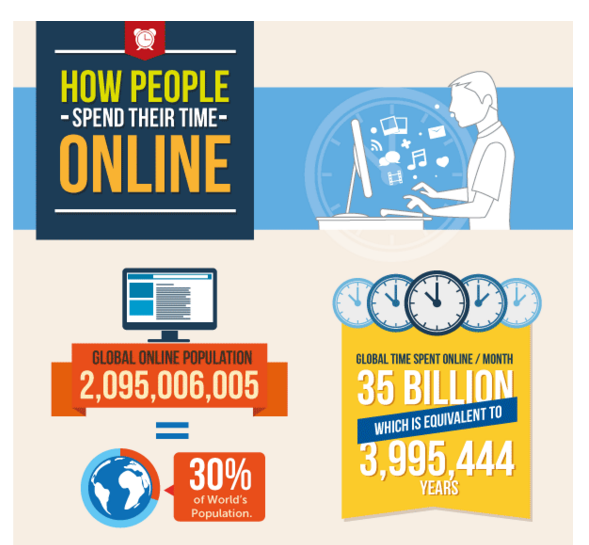 HOW PEOPLE
-SPEND THEIR TIME-
ONLINE
GLOBAL ONLINE POPULATION
2,095,006,005
=
30%
of World's
Population.
GLOBAL TIME SPENT ONLINE / MONTH
35 BILLION
WHICH IS EQUIVALENT TO
3,995,444
YEARS